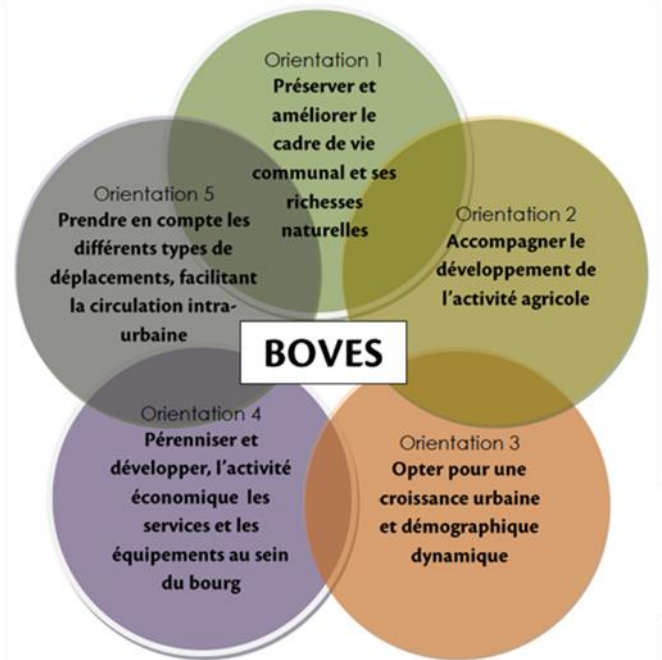 Orientation 1
Préserver et
améliorer le
cadre de vie
communal et ses
richesses
naturelles
Orientation 2
Accompagner le
développement de
l'activité agricole
Orientation 3
Opter pour une
croissance urbaine
et démographique
dynamique
Orientation 4
Pérenniser et
développer, l'activité
économique les
services et les
équipements au sein
du bourg
Orientation 5
Prendre en compte les
différents types de
déplacements, facilitant
la circulation intra-
urbaine
BOVES